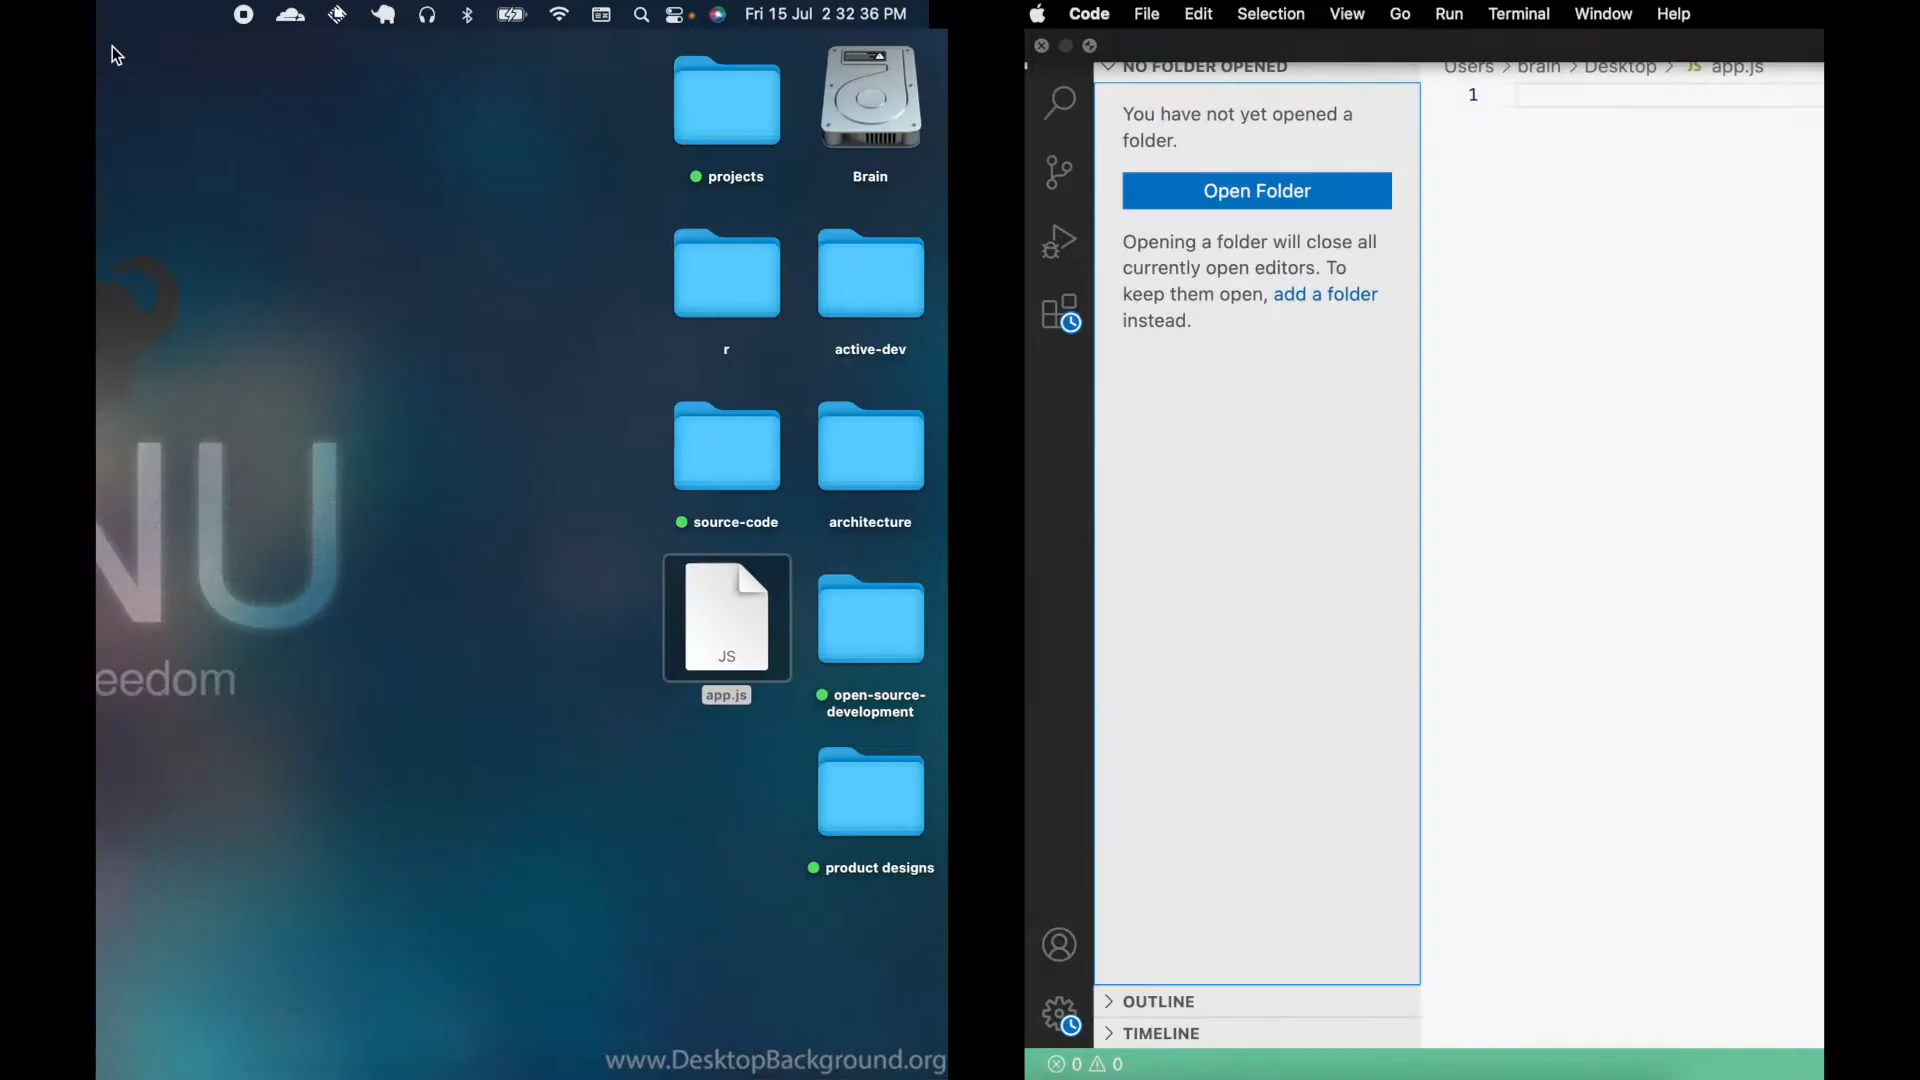 Fri 15 Jul 2 32 36 PM
projects
Brain
r
active-dev
source-code
architecture
JS
app.js
open-source-
development
product designs
NU
eedom
www.DesktopBackground.org
Code File Edit Selection View Go Run Terminal Window Help
NO FOLDER OPENED
Users > brain > Desktop > JS app.js
1
You have not yet opened a
folder.
Open Folder
Opening a folder will close all
currently open editors. To
keep them open, add a folder
instead.
OUTLINE
TIMELINE
0 0